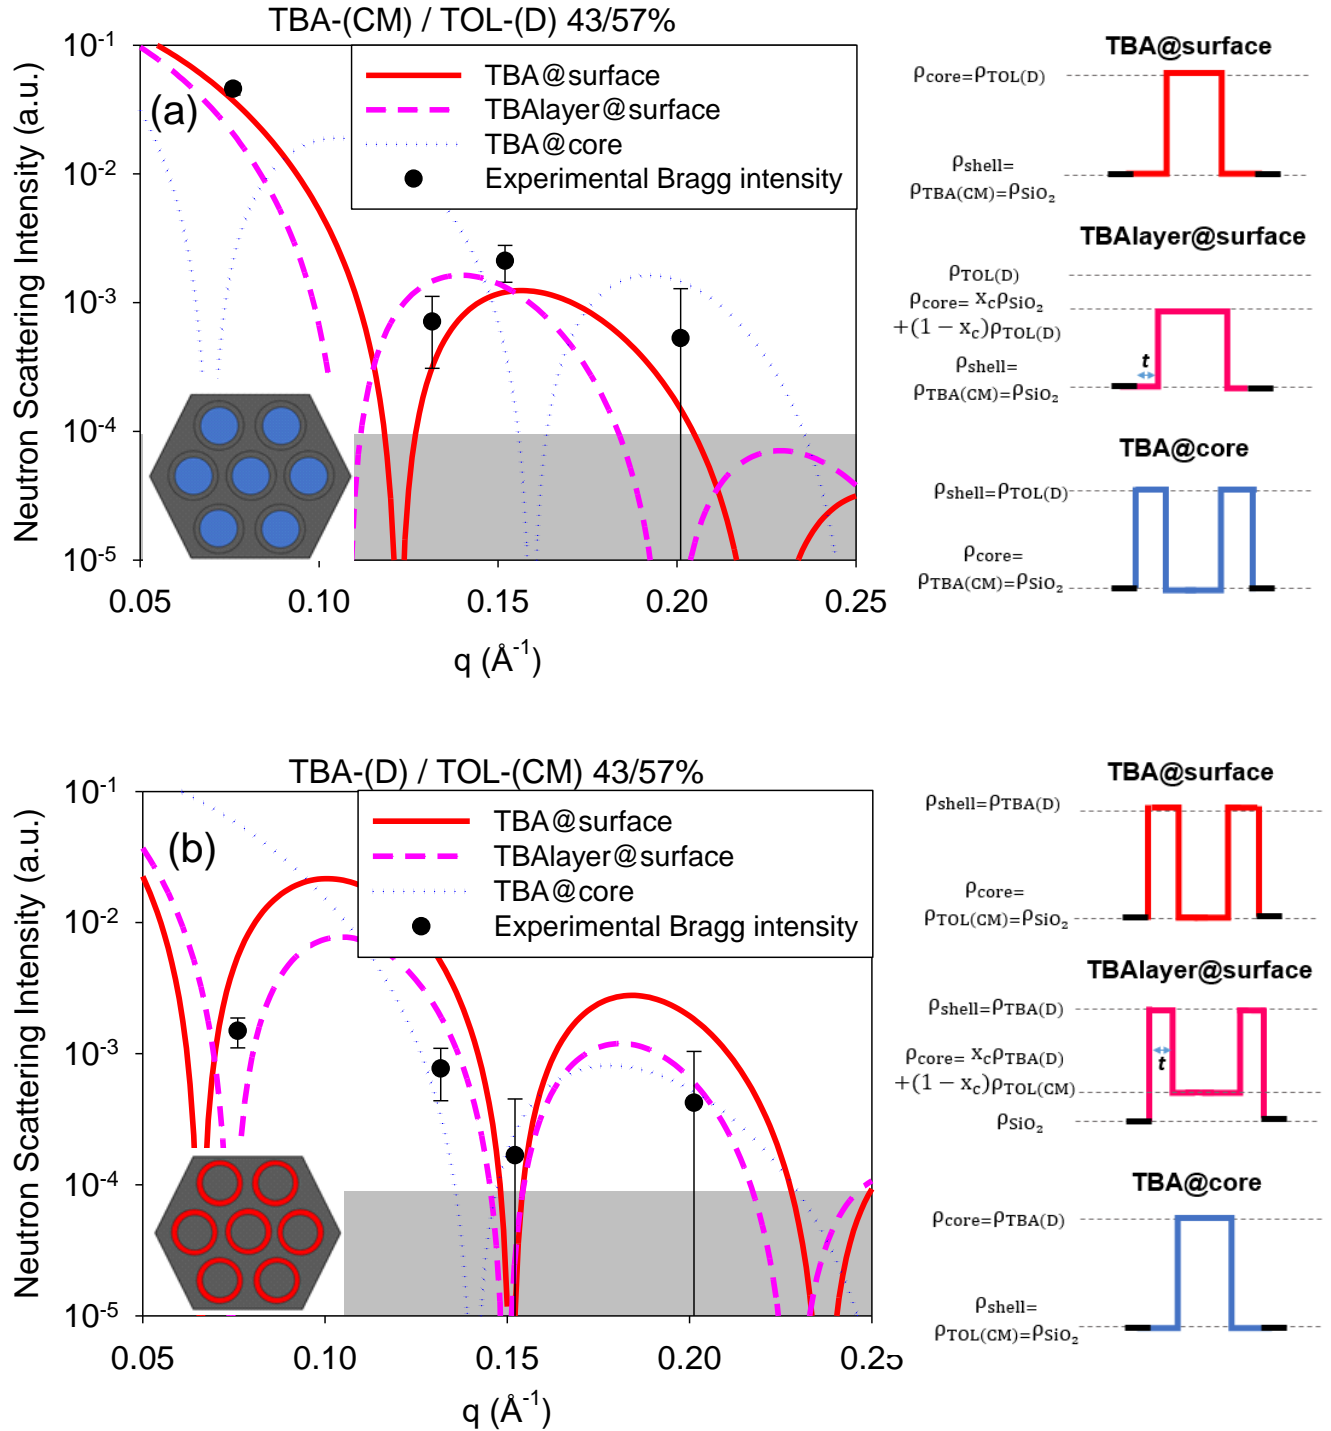 TBA-(CM) / TOL-(D) 43/57%
Neutron Scattering Intensity (a.u.)
10⁻¹
10⁻²
10⁻³
10⁻⁴
10⁻⁵
(a)
TBA@surface
TBAlayer@surface
TBA@core
Experimental Bragg intensity
0.05
0.10
0.15
0.20
0.25
q (Å⁻¹)
TBA@surface
ρcore=ρTOL(D)
ρshell=
ρTBA(CM)=ρSiO₂
TBAlayer@surface
ρTOL(D)
ρcore= xcρSiO₂
+(1 − xc)ρTOL(D)
t
ρshell=
ρTBA(CM)=ρSiO₂
TBA@core
ρshell=ρTOL(D)
ρcore=
ρTBA(CM)=ρSiO₂
TBA-(D) / TOL-(CM) 43/57%
Neutron Scattering Intensity (a.u.)
10⁻¹
10⁻²
10⁻³
10⁻⁴
10⁻⁵
(b)
TBA@surface
TBAlayer@surface
TBA@core
Experimental Bragg intensity
0.05
0.10
0.15
0.20
0.25
q (Å⁻¹)
TBA@surface
ρshell=ρTBA(D)
ρcore=
ρTOL(CM)=ρSiO₂
TBAlayer@surface
ρshell=ρTBA(D)
t
ρcore= xcρTBA(D)
+(1 − xc)ρTOL(CM)
ρSiO₂
TBA@core
ρcore=ρTBA(D)
ρshell=
ρTOL(CM)=ρSiO₂